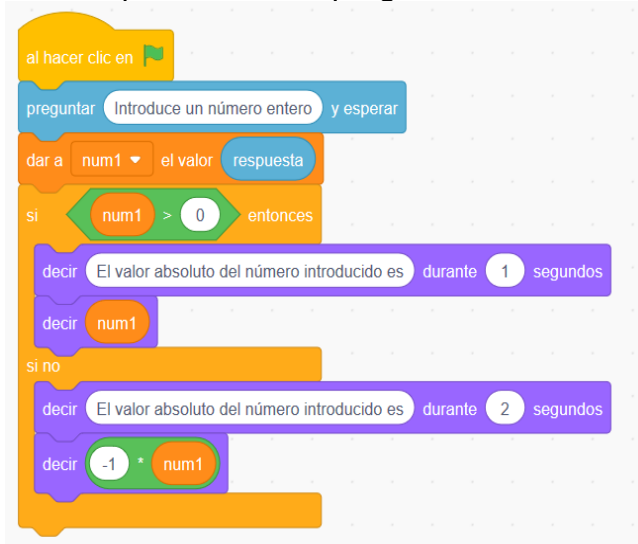 al hacer clic en
preguntar Introduce un número entero y esperar
dar a num1 el valor respuesta
si num1 > 0 entonces
decir El valor absoluto del número introducido es durante 1 segundos
decir num1
si no
decir El valor absoluto del número introducido es durante 2 segundos
decir -1 * num1